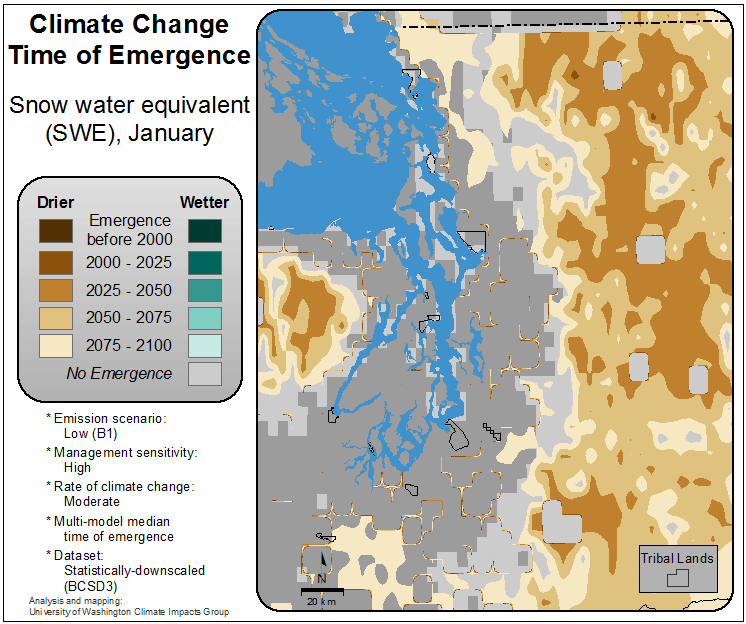 Climate Change
Time of Emergence
Snow water equivalent
(SWE), January
Drier Wetter
Emergence
before 2000
2000 - 2025
2025 - 2050
2050 - 2075
2075 - 2100
No Emergence
* Emission scenario:
Low (B1)
* Management sensitivity:
High
* Rate of climate change:
Moderate
* Multi-model median
time of emergence
* Dataset:
Statistically-downscaled
(BCSD3)
Analysis and mapping:
University of Washington Climate Impacts Group
N
20 km
Tribal Lands